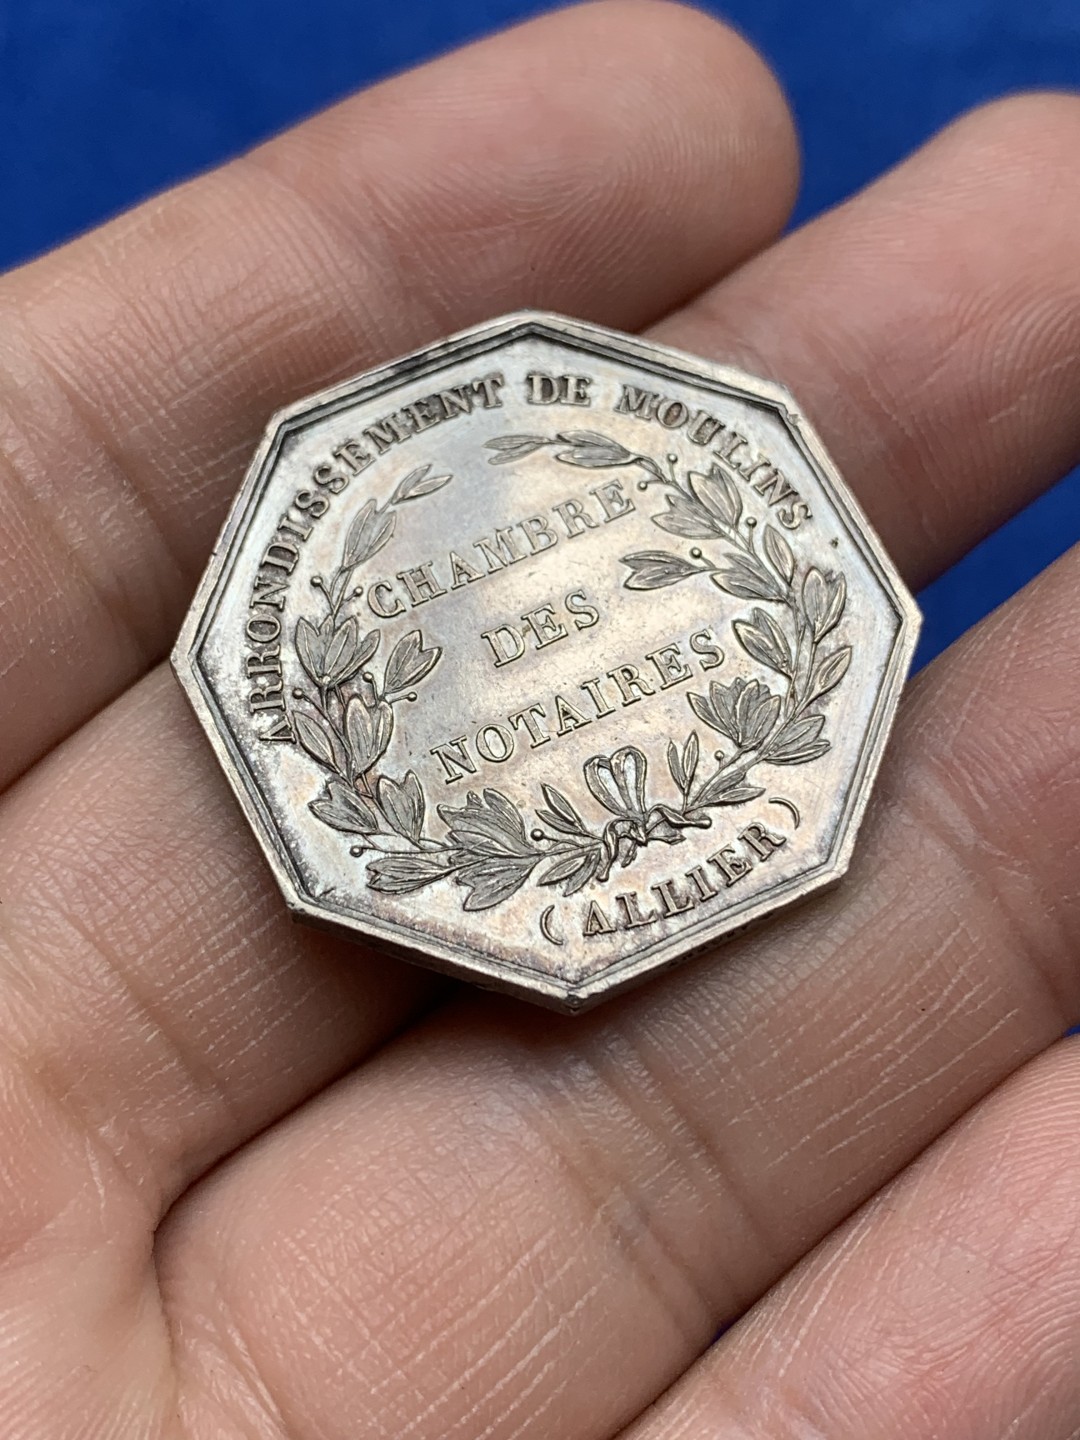 ARRONDISSEMENT DE MOULINS
CHAMBRE
DES
NOTAIRES
(ALLIER)